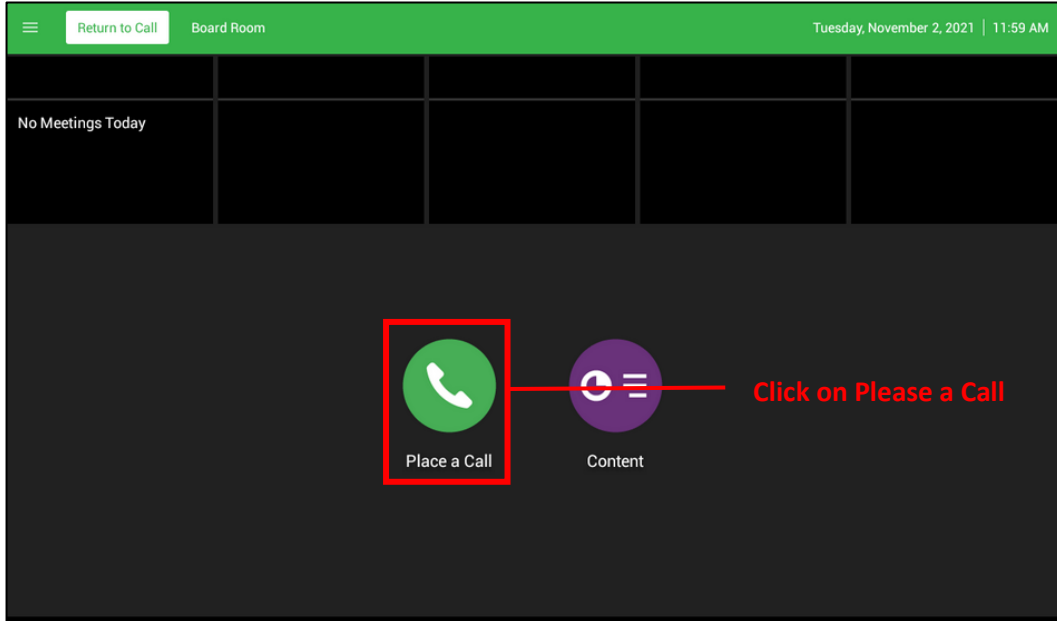 Return to Call Board Room Tuesday, November 2, 2021 | 11:59 AM
No Meetings Today
Click on Please a Call
Place a Call Content